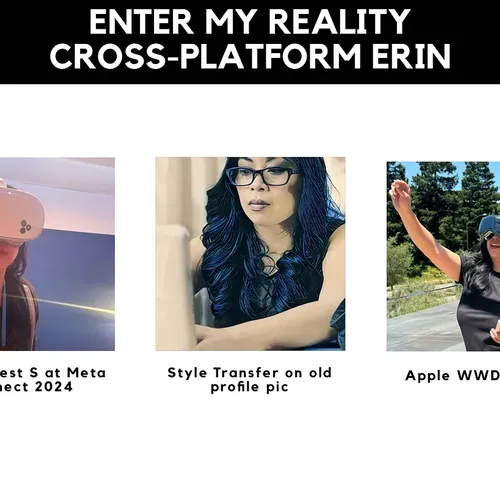 ENTER MY REALITY
CROSS-PLATFORM ERIN
est S at Meta
nect 2024
Style Transfer on old
profile pic
Apple WWD